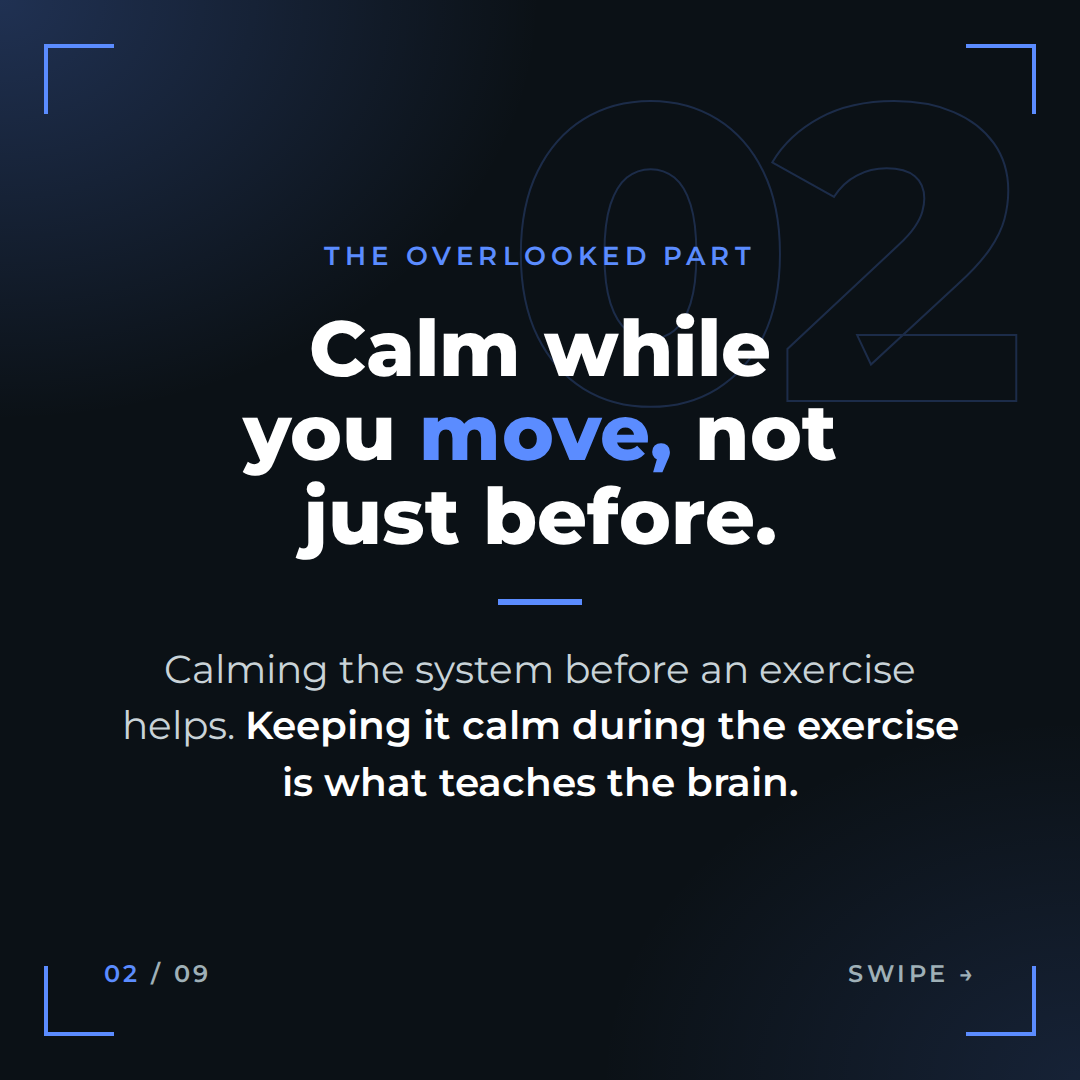 02
THE OVERLOOKED PART
Calm while
you move, not
just before.
Calming the system before an exercise
helps. Keeping it calm during the exercise
is what teaches the brain.
02 / 09
SWIPE →